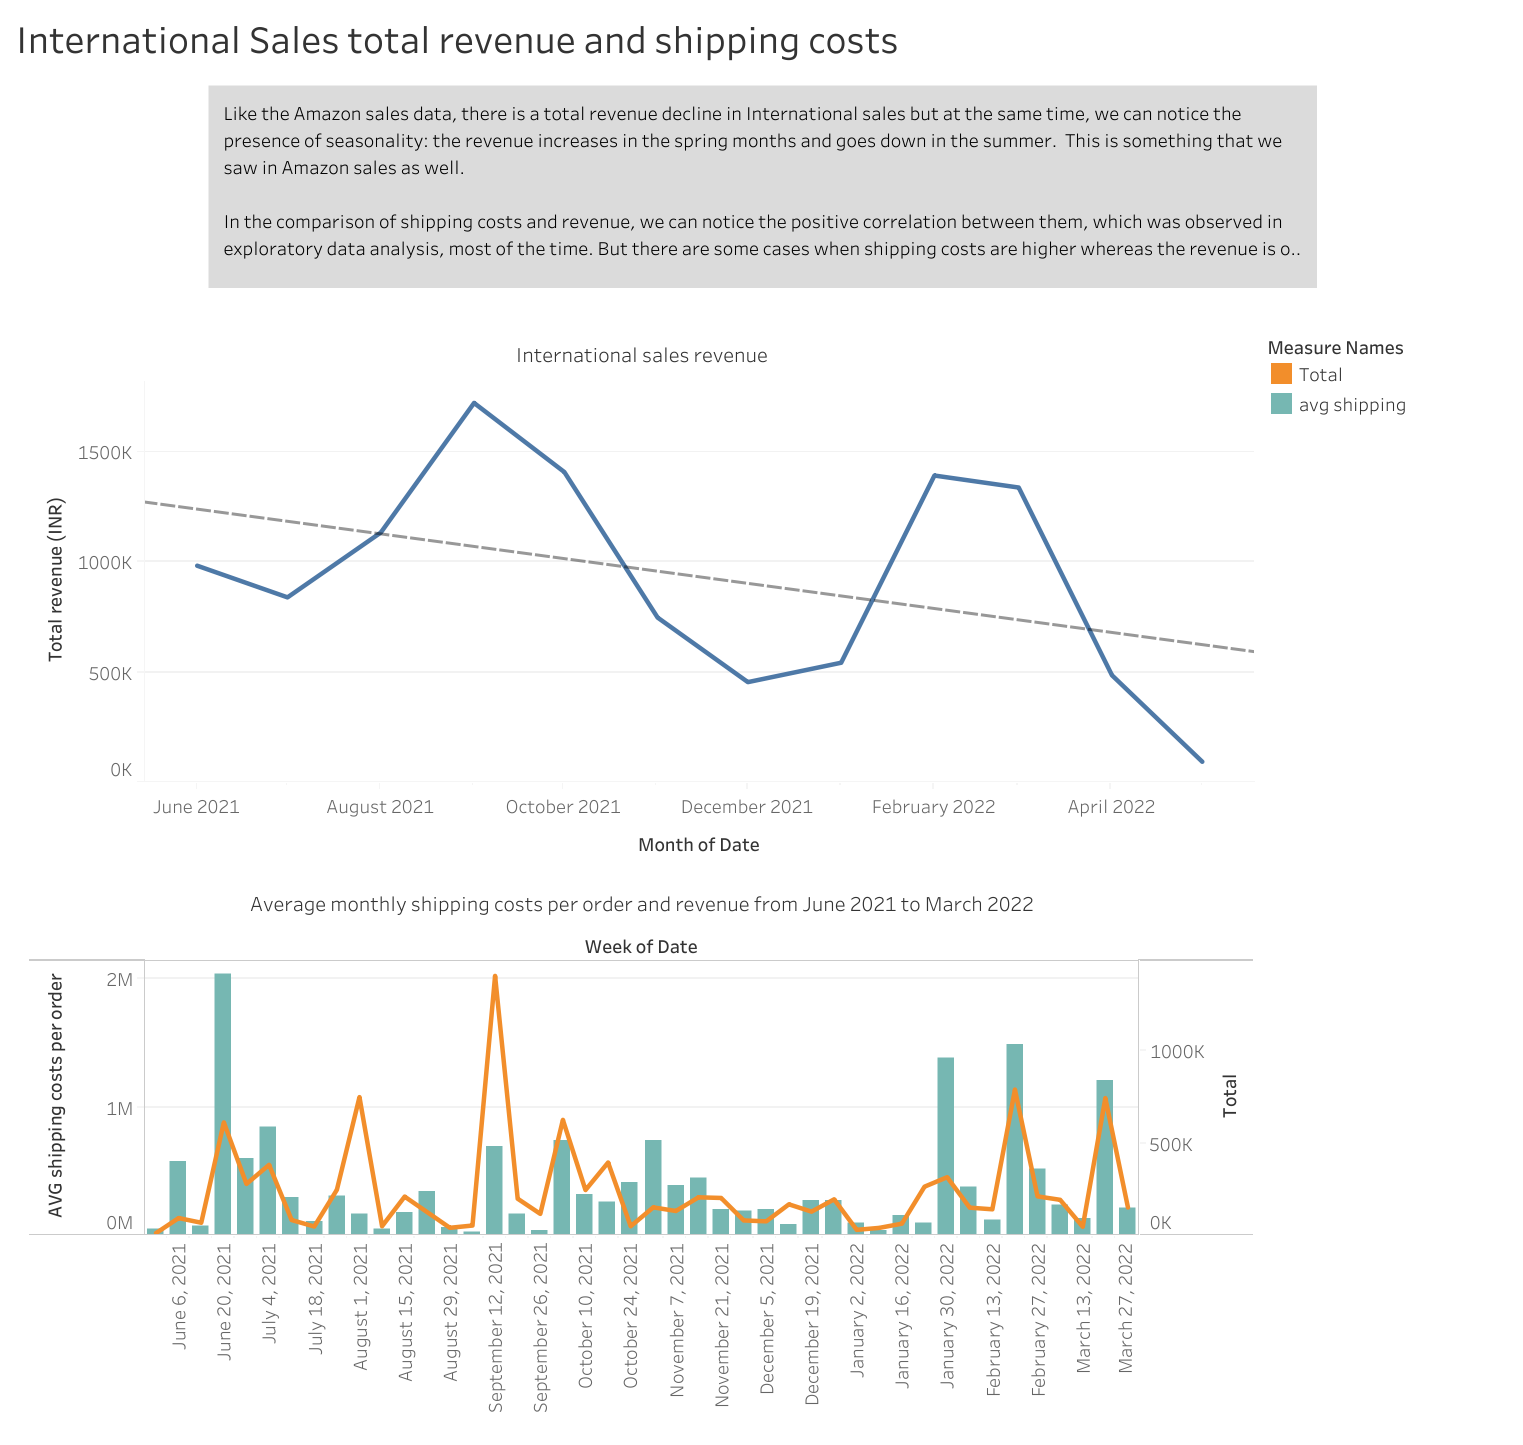 International Sales total revenue and shipping costs
Like the Amazon sales data, there is a total revenue decline in International sales but at the same time, we can notice the
presence of seasonality: the revenue increases in the spring months and goes down in the summer.  This is something that we
saw in Amazon sales as well.
In the comparison of shipping costs and revenue, we can notice the positive correlation between them, which was observed in
exploratory data analysis, most of the time. But there are some cases when shipping costs are higher whereas the revenue is o..
International sales revenue
Measure Names
Total
avg shipping
Total revenue (INR)
1500K
1000K
500K
0K
June 2021
August 2021
October 2021
December 2021
February 2022
April 2022
Month of Date
Average monthly shipping costs per order and revenue from June 2021 to March 2022
Week of Date
AVG shipping costs per order
2M
1M
0M
1000K
500K
0K
Total
June 6, 2021
June 20, 2021
July 4, 2021
July 18, 2021
August 1, 2021
August 15, 2021
August 29, 2021
September 12, 2021
September 26, 2021
October 10, 2021
October 24, 2021
November 7, 2021
November 21, 2021
December 5, 2021
December 19, 2021
January 2, 2022
January 16, 2022
January 30, 2022
February 13, 2022
February 27, 2022
March 13, 2022
March 27, 2022